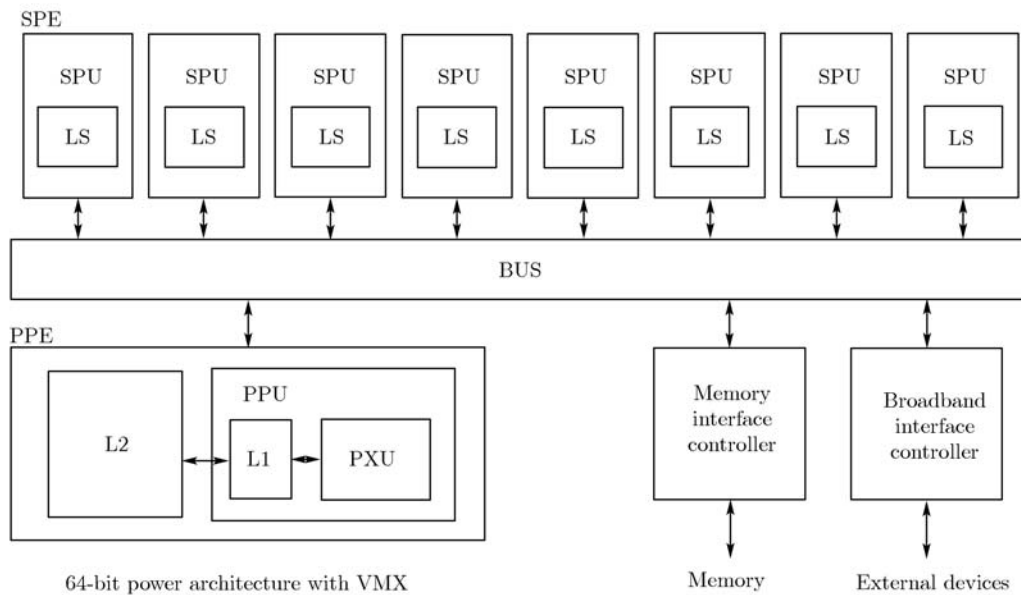 SPE
SPU SPU SPU SPU SPU SPU SPU SPU
LS LS LS LS LS LS LS LS
BUS
PPE
PPU
L2
L1
PXU
Memory
interface
controller
Broadband
interface
controller
64-bit power architecture with VMX
Memory
External devices